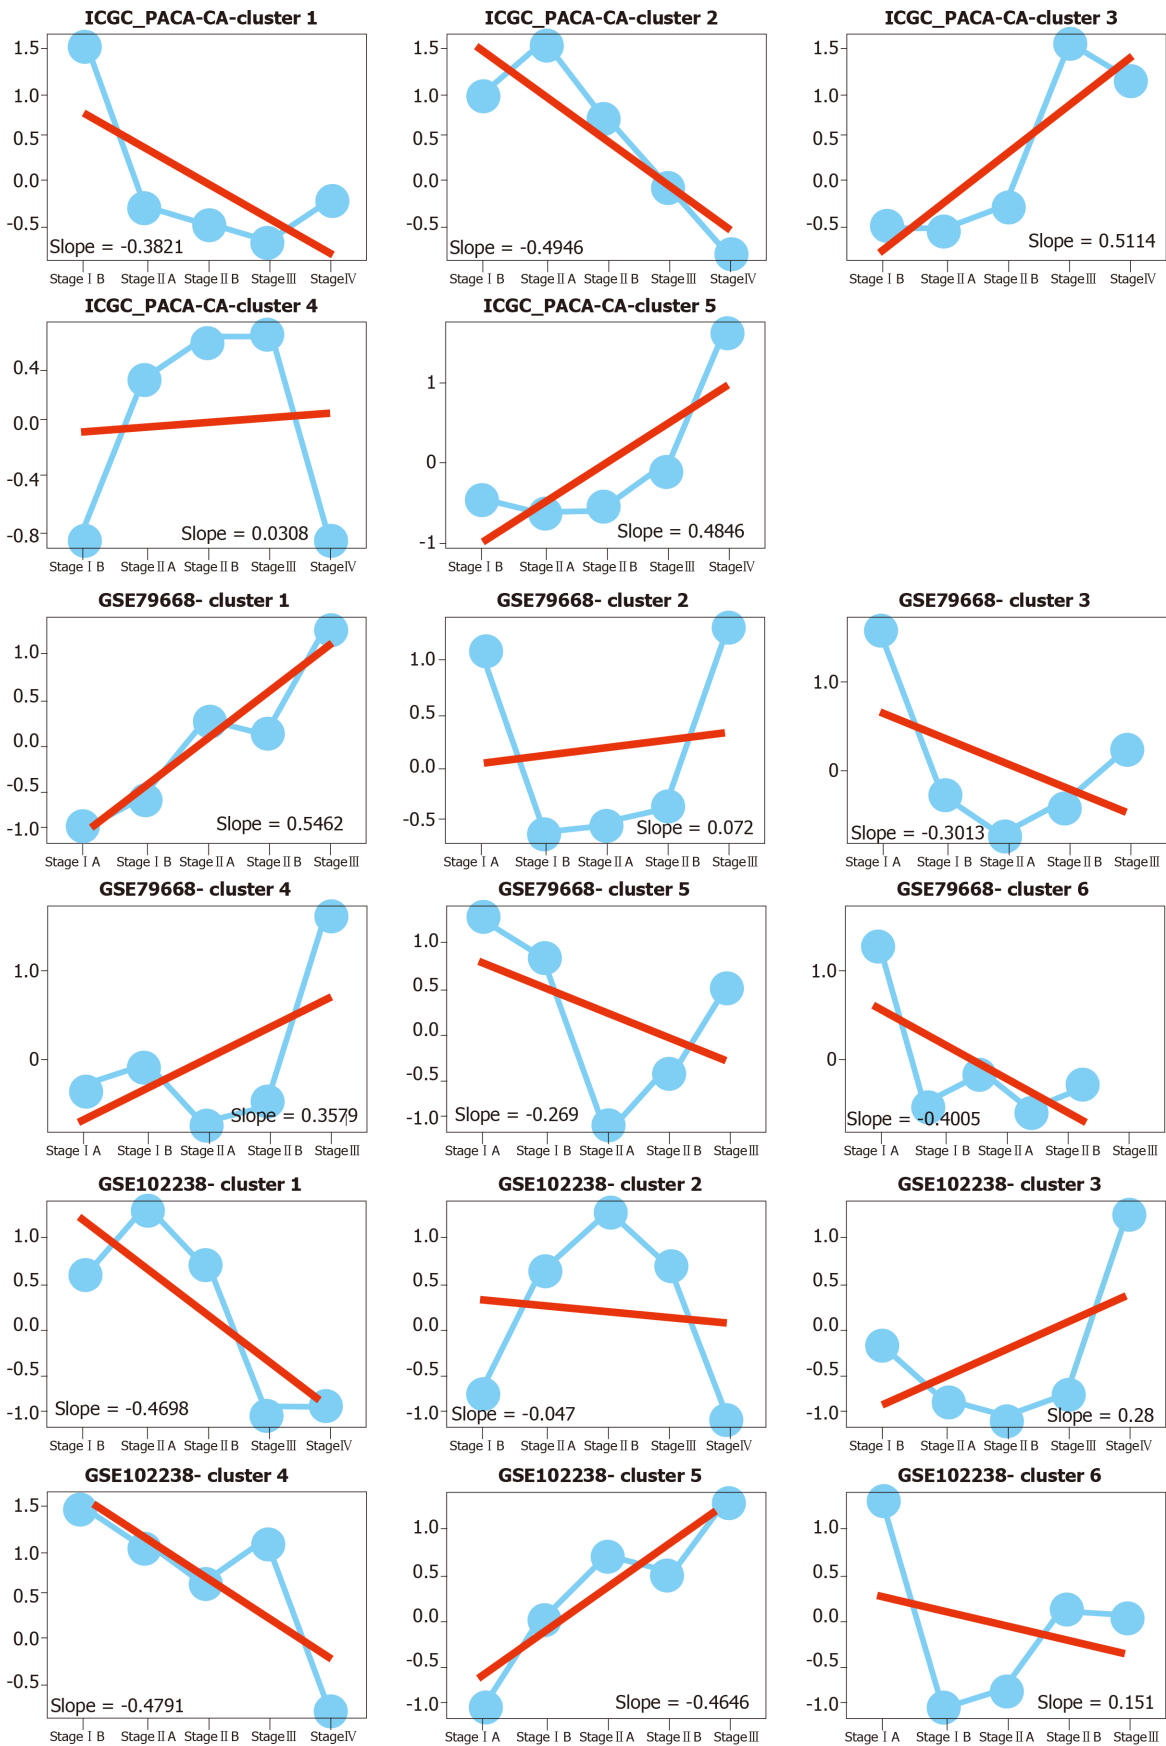 ICGC_PACA-CA-cluster 1
1.5
1.0
0.5
0.0
-0.5
Slope = -0.3821
Stage Ⅰ B Stage Ⅱ A Stage Ⅱ B Stage Ⅲ Stage Ⅳ
ICGC_PACA-CA-cluster 2
1.5
1.0
0.5
0.0
-0.5
Slope = -0.4946
Stage Ⅰ B Stage Ⅱ A Stage Ⅱ B Stage Ⅲ Stage Ⅳ
ICGC_PACA-CA-cluster 3
1.5
1.0
0.5
0.0
-0.5
Slope = 0.5114
Stage Ⅰ B Stage Ⅱ A Stage Ⅱ B Stage Ⅲ Stage Ⅳ
ICGC_PACA-CA-cluster 4
0.4
0.0
-0.4
-0.8
Slope = 0.0308
Stage Ⅰ B Stage Ⅱ A Stage Ⅱ B Stage Ⅲ Stage Ⅳ
ICGC_PACA-CA-cluster 5
1
0
-1
Slope = 0.4846
Stage Ⅰ B Stage Ⅱ A Stage Ⅱ B Stage Ⅲ Stage Ⅳ
GSE79668- cluster 1
1.0
0.5
0.0
-0.5
-1.0
Slope = 0.5462
Stage Ⅰ A Stage Ⅰ B Stage Ⅱ A Stage Ⅱ B Stage Ⅲ
GSE79668- cluster 2
1.0
0.5
0.0
-0.5
Slope = 0.072
Stage Ⅰ A Stage Ⅰ B Stage Ⅱ A Stage Ⅱ B Stage Ⅲ
GSE79668- cluster 3
1.0
0
Slope = -0.3013
Stage Ⅰ A Stage Ⅰ B Stage Ⅱ A Stage Ⅱ B Stage Ⅲ
GSE79668- cluster 4
1.0
0
Slope = 0.3579
Stage Ⅰ A Stage Ⅰ B Stage Ⅱ A Stage Ⅱ B Stage Ⅲ
GSE79668- cluster 5
1.0
0.5
0.0
-0.5
-1.0
Slope = -0.269
Stage Ⅰ A Stage Ⅰ B Stage Ⅱ A Stage Ⅱ B Stage Ⅲ
GSE79668- cluster 6
1.0
0
Slope = -0.4005
Stage Ⅰ A Stage Ⅰ B Stage Ⅱ A Stage Ⅱ B Stage Ⅲ
GSE102238- cluster 1
1.0
0.5
0.0
-0.5
-1.0
Slope = -0.4698
Stage Ⅰ B Stage Ⅱ A Stage Ⅱ B Stage Ⅲ Stage Ⅳ
GSE102238- cluster 2
1.0
0.5
0.0
-0.5
-1.0
Slope = -0.047
Stage Ⅰ B Stage Ⅱ A Stage Ⅱ B Stage Ⅲ Stage Ⅳ
GSE102238- cluster 3
1.0
0.5
0.0
-0.5
-1.0
Slope = 0.28
Stage Ⅰ B Stage Ⅱ A Stage Ⅱ B Stage Ⅲ Stage Ⅳ
GSE102238- cluster 4
1.5
1.0
0.5
0.0
-0.5
Slope = -0.4791
Stage Ⅰ B Stage Ⅱ A Stage Ⅱ B Stage Ⅲ Stage Ⅳ
GSE102238- cluster 5
1.0
0.5
0.0
-0.5
-1.0
Slope = -0.4646
Stage Ⅰ A Stage Ⅰ B Stage Ⅱ A Stage Ⅱ B Stage Ⅲ
GSE102238- cluster 6
1.0
0.5
0.0
-0.5
-1.0
Slope = 0.151
Stage Ⅰ A Stage Ⅰ B Stage Ⅱ A Stage Ⅱ B Stage Ⅲ